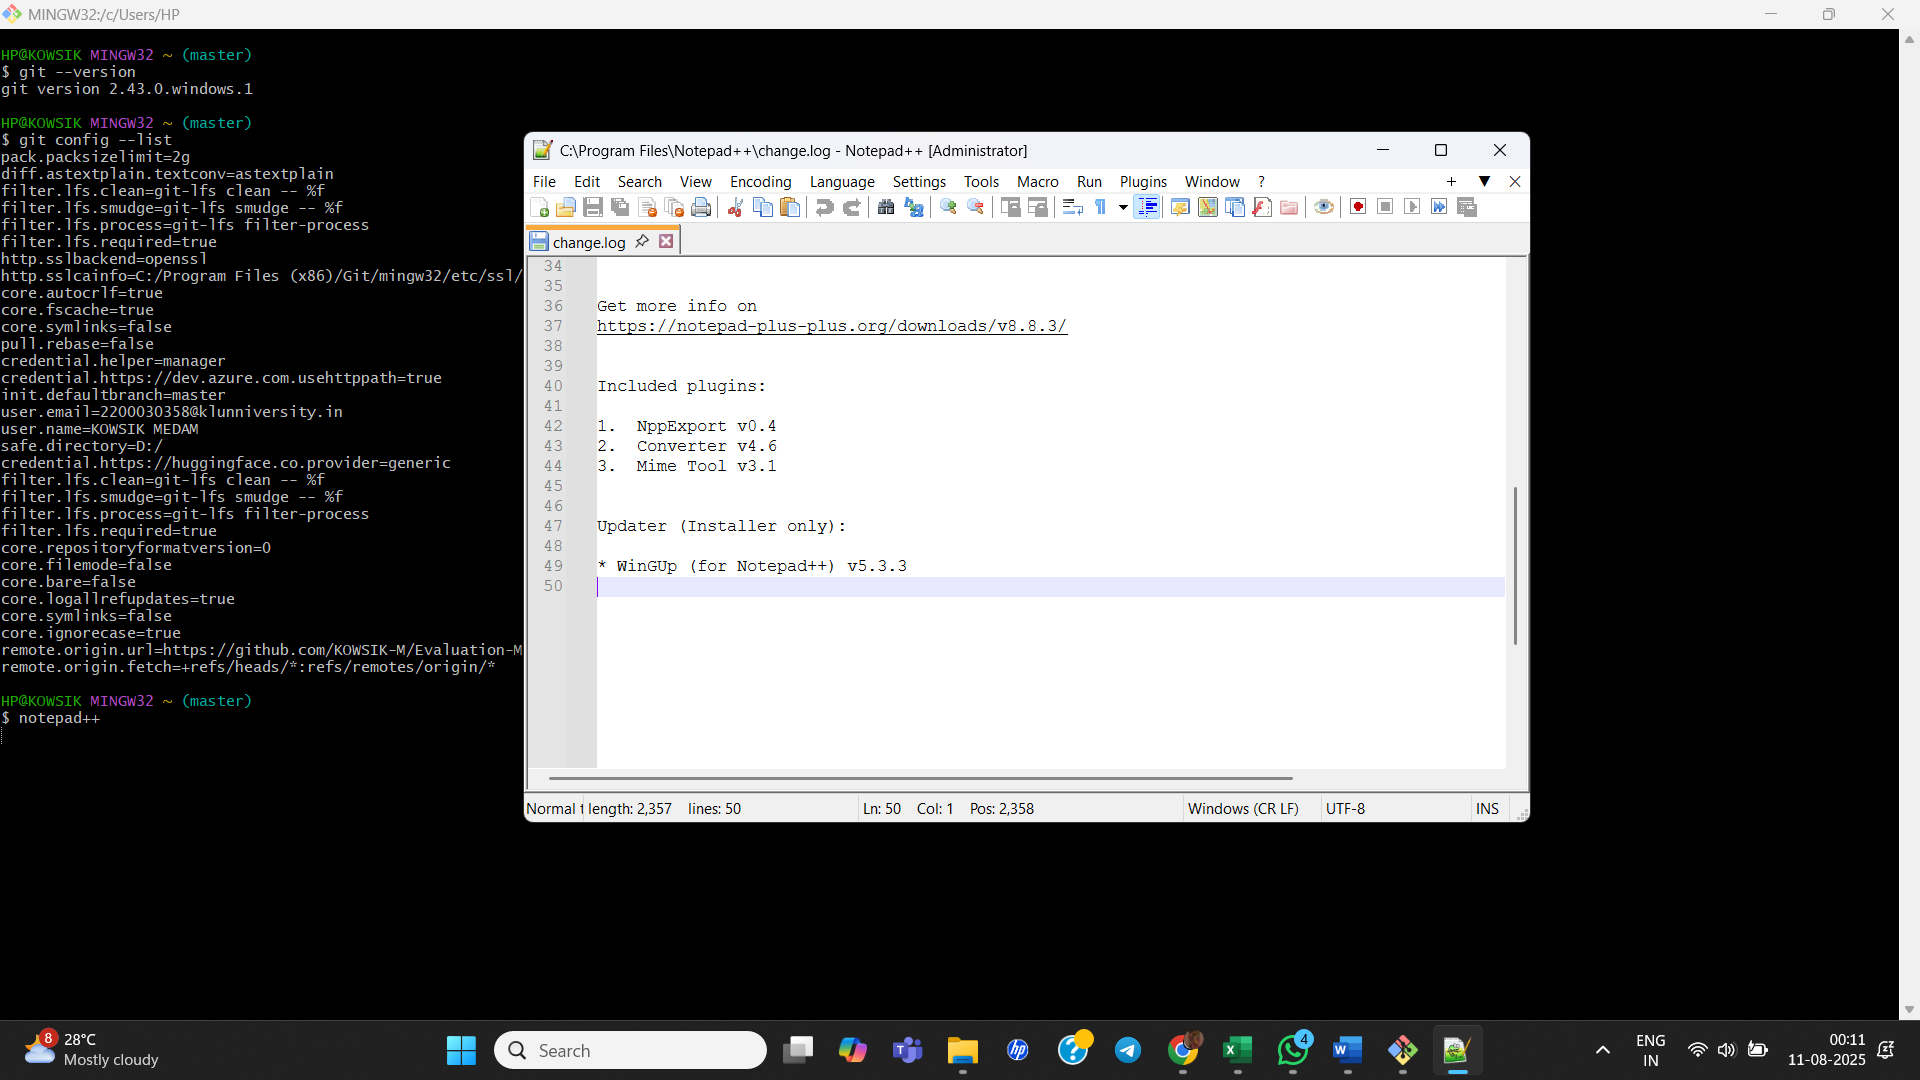 MINGW32:/c/Users/HP
HP@KOWSIK MINGW32 ~ (master)
$ git --version
git version 2.43.0.windows.1
HP@KOWSIK MINGW32 ~ (master)
$ git config --list
pack.packsizelimit=2g
diff.astextplain.textconv=astextplain
filter.lfs.clean=git-lfs clean -- %f
filter.lfs.smudge=git-lfs smudge -- %f
filter.lfs.process=git-lfs filter-process
filter.lfs.required=true
http.sslbackend=openssl
http.sslcainfo=C:/Program Files (x86)/Git/mingw32/etc/ssl/
core.autocrlf=true
core.fscache=true
core.symlinks=false
pull.rebase=false
credential.helper=manager
credential.https://dev.azure.com.usehttppath=true
init.defaultbranch=master
user.email=2200030358@klunniversity.in
user.name=KOWSIK MEDAM
safe.directory=D:/
credential.https://huggingface.co.provider=generic
filter.lfs.clean=git-lfs clean -- %f
filter.lfs.smudge=git-lfs smudge -- %f
filter.lfs.process=git-lfs filter-process
filter.lfs.required=true
core.repositoryformatversion=0
core.filemode=false
core.bare=false
core.logallrefupdates=true
core.symlinks=false
core.ignorecase=true
remote.origin.url=https://github.com/KOWSIK-M/Evaluation-M
remote.origin.fetch=+refs/heads/*:refs/remotes/origin/*
HP@KOWSIK MINGW32 ~ (master)
$ notepad++
C:\Program Files\Notepad++\change.log - Notepad++ [Administrator]
File Edit Search View Encoding Language Settings Tools Macro Run Plugins Window ?
change.log
34
35
36 Get more info on
37 https://notepad-plus-plus.org/downloads/v8.8.3/
38
39
40 Included plugins:
41
42 1. NppExport v0.4
43 2. Converter v4.6
44 3. Mime Tool v3.1
45
46
47 Updater (Installer only):
48
49 * WinGUp (for Notepad++) v5.3.3
50
Normal t length: 2,357 lines: 50 Ln: 50 Col: 1 Pos: 2,358 Windows (CR LF) UTF-8 INS
8
28°C
Mostly cloudy
Search
4
ENG
IN
00:11
11-08-2025